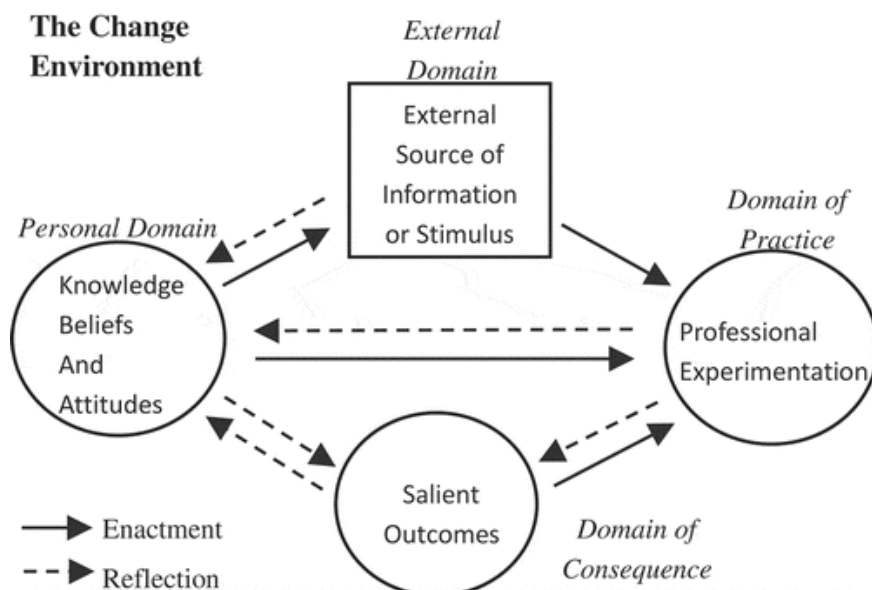 The Change
Environment
External
Domain
External
Source of
Information
or Stimulus
Personal Domain
Knowledge
Beliefs
And
Attitudes
Domain of
Practice
Professional
Experimentation
Salient
Outcomes
Domain of
Consequence
Enactment
Reflection